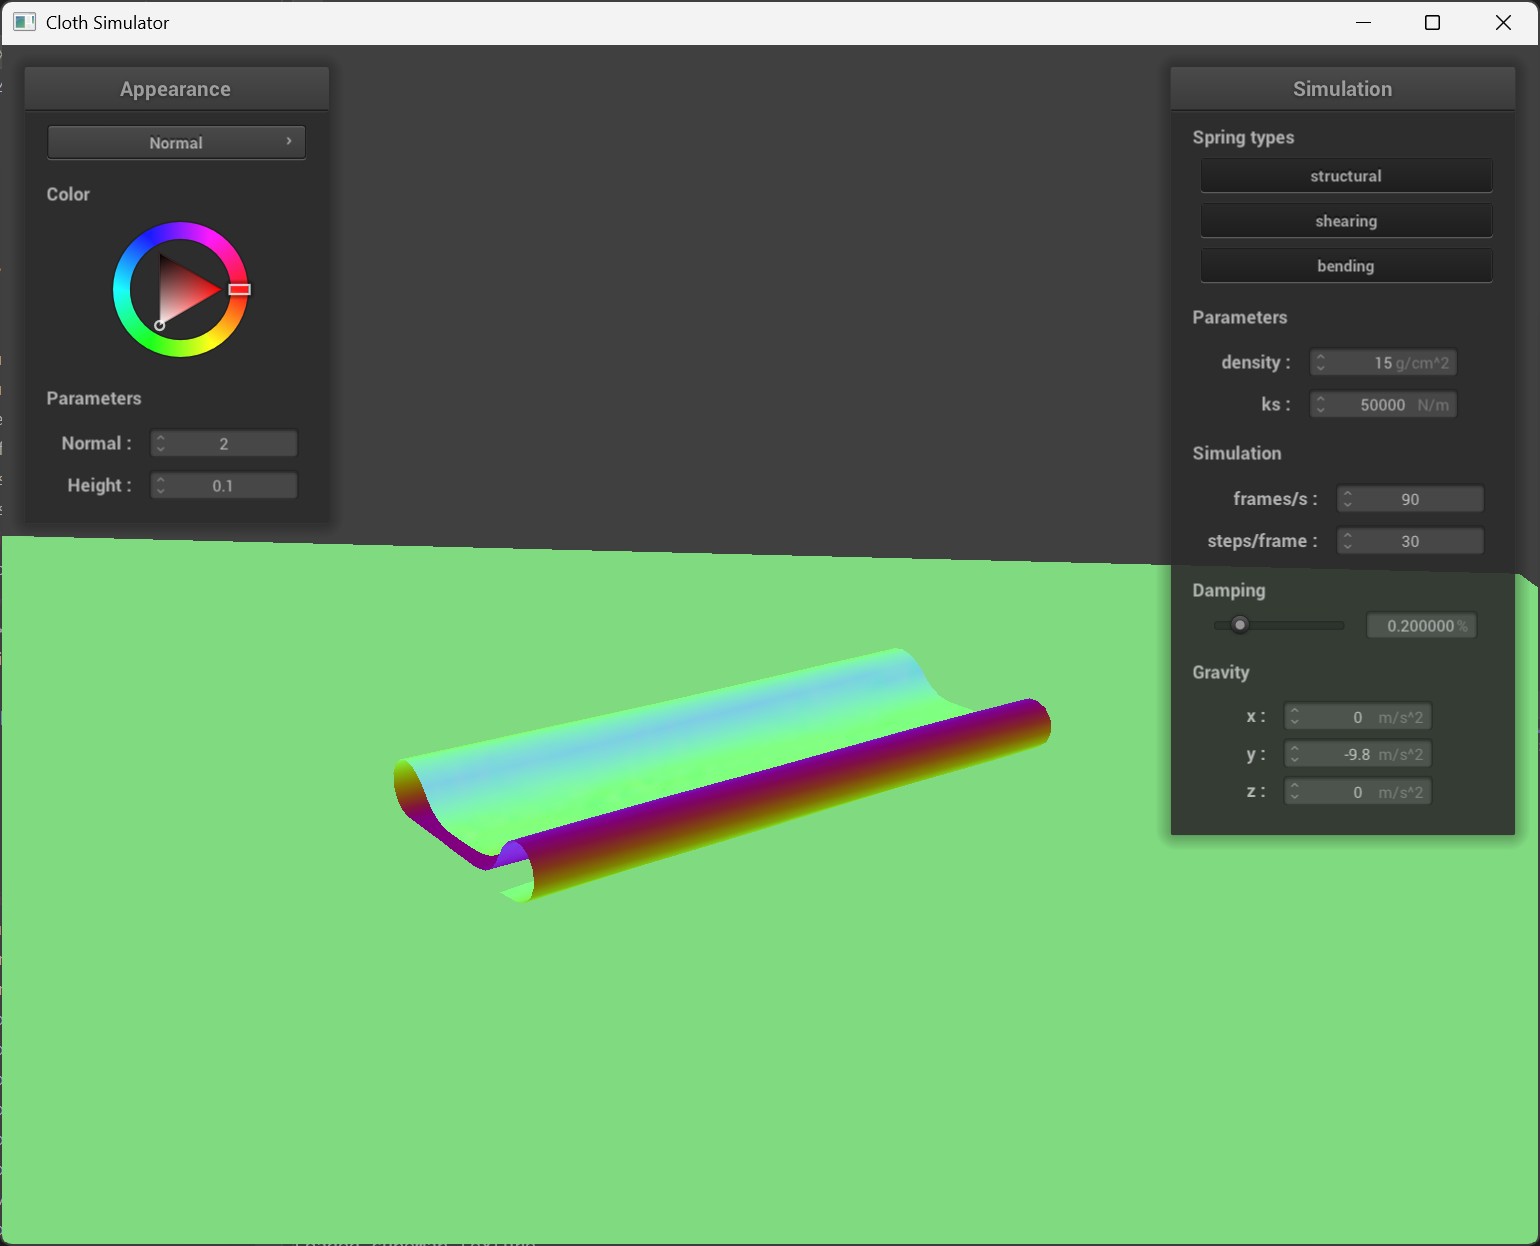 Cloth Simulator
Appearance
Normal
Color
Parameters
Normal : 2
Height : 0.1
Simulation
Spring types
structural
shearing
bending
Parameters
density : 15 g/cm^2
ks : 50000 N/m
Simulation
frames/s : 90
steps/frame : 30
Damping
0.200000 %
Gravity
x : 0 m/s^2
y : -9.8 m/s^2
z : 0 m/s^2